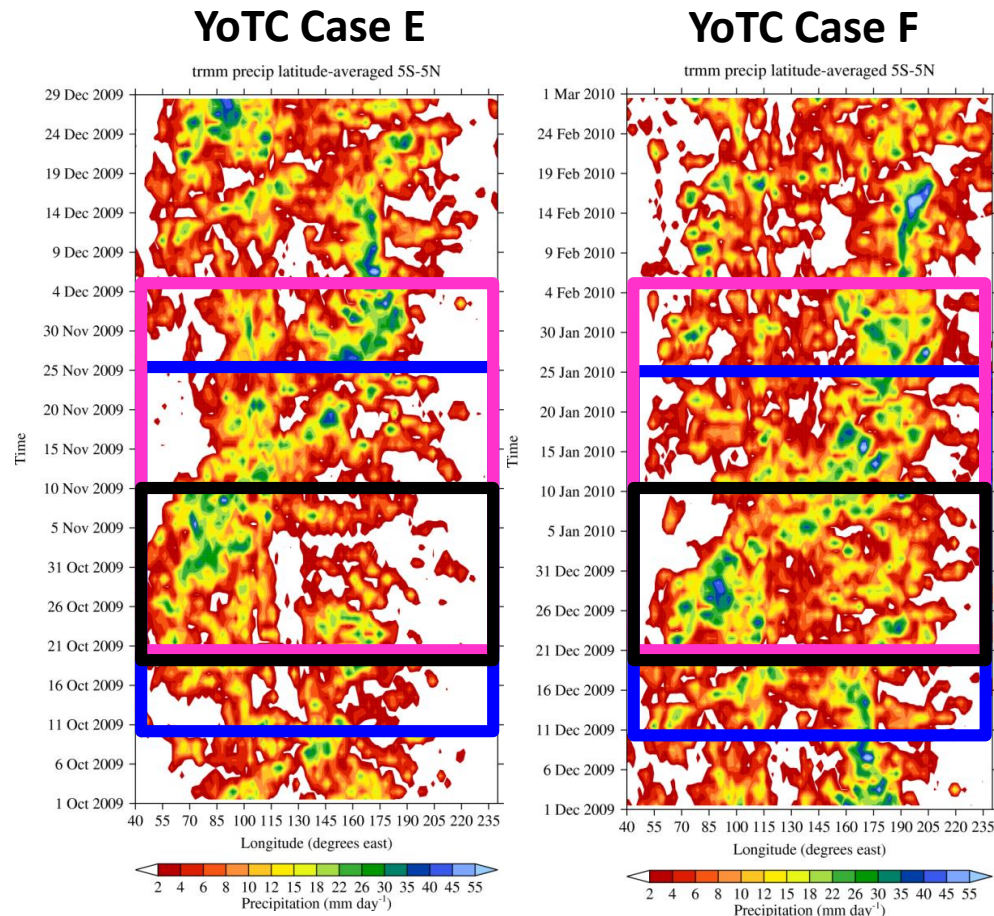 YoTC Case E
trmm precip latitude-averaged 5S-5N
29 Dec 2009
24 Dec 2009
19 Dec 2009
14 Dec 2009
9 Dec 2009
4 Dec 2009
30 Nov 2009
25 Nov 2009
20 Nov 2009
15 Nov 2009
10 Nov 2009
5 Nov 2009
31 Oct 2009
26 Oct 2009
21 Oct 2009
16 Oct 2009
11 Oct 2009
6 Oct 2009
1 Oct 2009
Time
40 55 70 85 100 115 130 145 160 175 190 205 220 235
Longitude (degrees east)
2 4 6 8 10 12 15 18 22 26 30 35 40 45 55
Precipitation (mm day⁻¹)
YoTC Case F
trmm precip latitude-averaged 5S-5N
1 Mar 2010
24 Feb 2010
19 Feb 2010
14 Feb 2010
9 Feb 2010
4 Feb 2010
30 Jan 2010
25 Jan 2010
20 Jan 2010
15 Jan 2010
10 Jan 2010
5 Jan 2010
31 Dec 2009
26 Dec 2009
21 Dec 2009
16 Dec 2009
11 Dec 2009
6 Dec 2009
1 Dec 2009
Time
40 55 70 85 100 115 130 145 160 175 190 205 220 235
Longitude (degrees east)
2 4 6 8 10 12 15 18 22 26 30 35 40 45 55
Precipitation (mm day⁻¹)